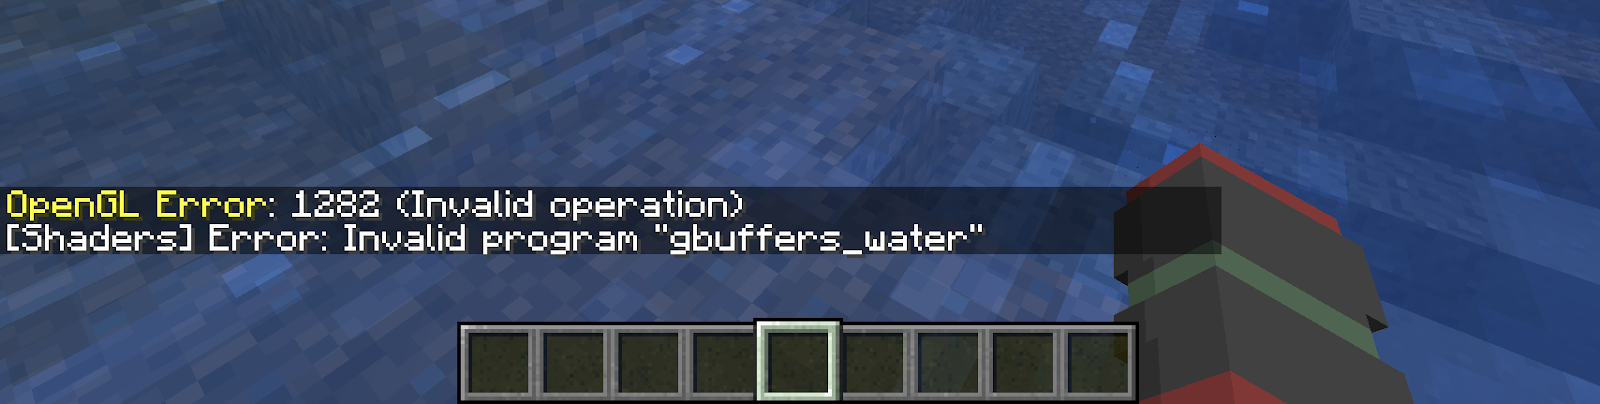 OpenGL Error: 1282 (Invalid operation)
[Shaders] Error: Invalid program "gbuffers_water"